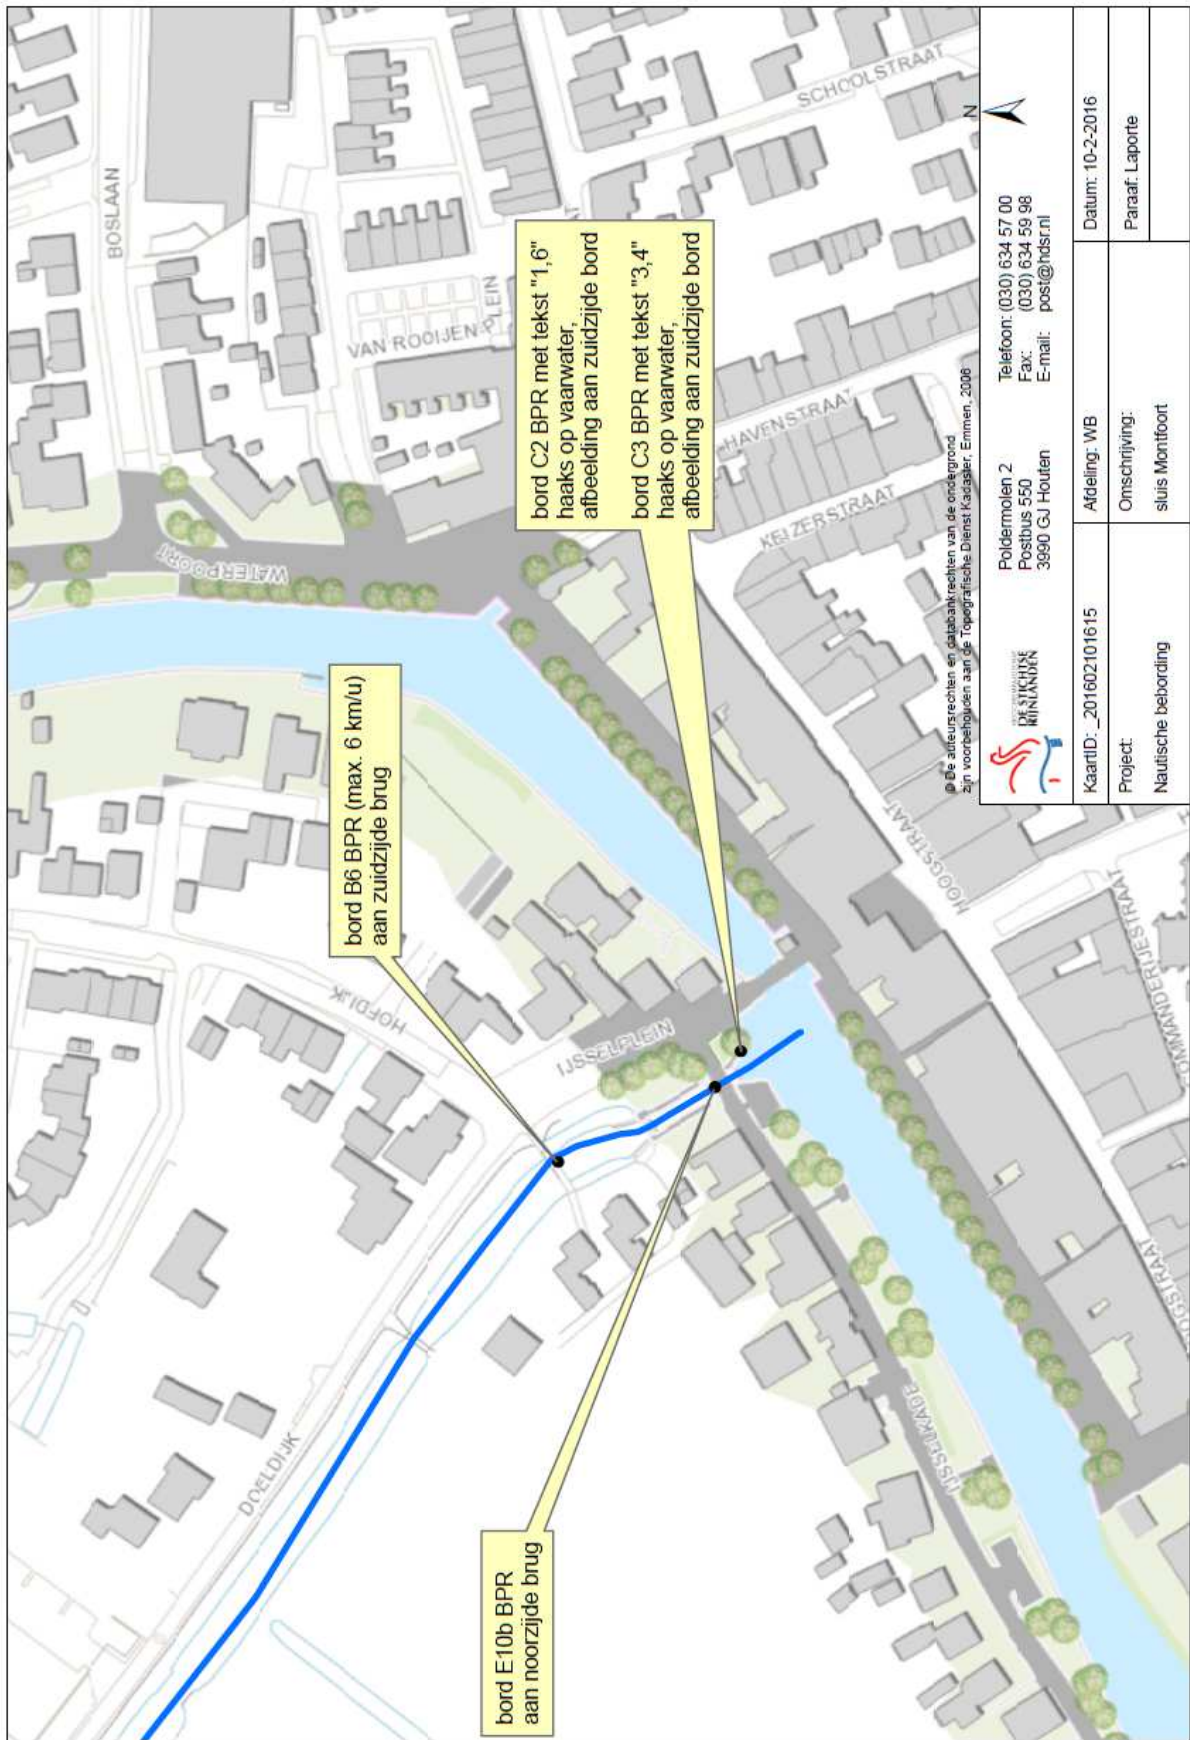 BOSLAAN
SCHOOLSTRAAT
VAN ROOIJEN PLEIN
AT
WATERPOORT
HAVENSTRAAT
KEIZERSTRAAT
HOFDIJK
IJSSELPLEIN
HOOGSTRAAT
DOELDIJK
IJSSELKADE
bord B6 BPR (max. 6 km/u)
aan zuidzijde brug
bord C2 BPR met tekst "1,6"
haaks op vaarwater,
afbeelding aan zuidzijde bord
bord C3 BPR met tekst "3,4"
haaks op vaarwater,
afbeelding aan zuidzijde bord
bord E10b BPR
aan noorzijde brug
N
© De auteursrechten en databankrechten van de ondergrond
zijn voorbehouden aan de Topografische Dienst Kadaster, Emmen, 2006
DE STICHTSE
RIJNLANDEN
Poldermolen 2
Postbus 550
3990 GJ Houten
Telefoon: (030) 634 57 00
Fax: (030) 634 59 98
E-mail: post@hdsr.nl
KaartID: _201602101615
Afdeling: WB
Datum: 10-2-2016
Project:
Nautische bebording
Omschrijving:
sluis Montfoort
Paraaf: Laporte